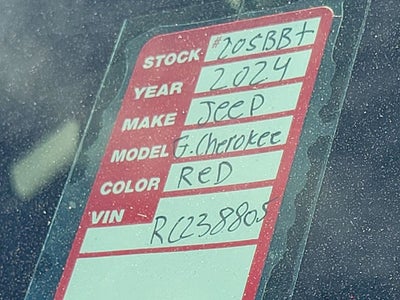 STOCK #205BBt
YEAR 2024
MAKE Jeep
MODEL G.Cherokee
COLOR ReD
VIN RC238805